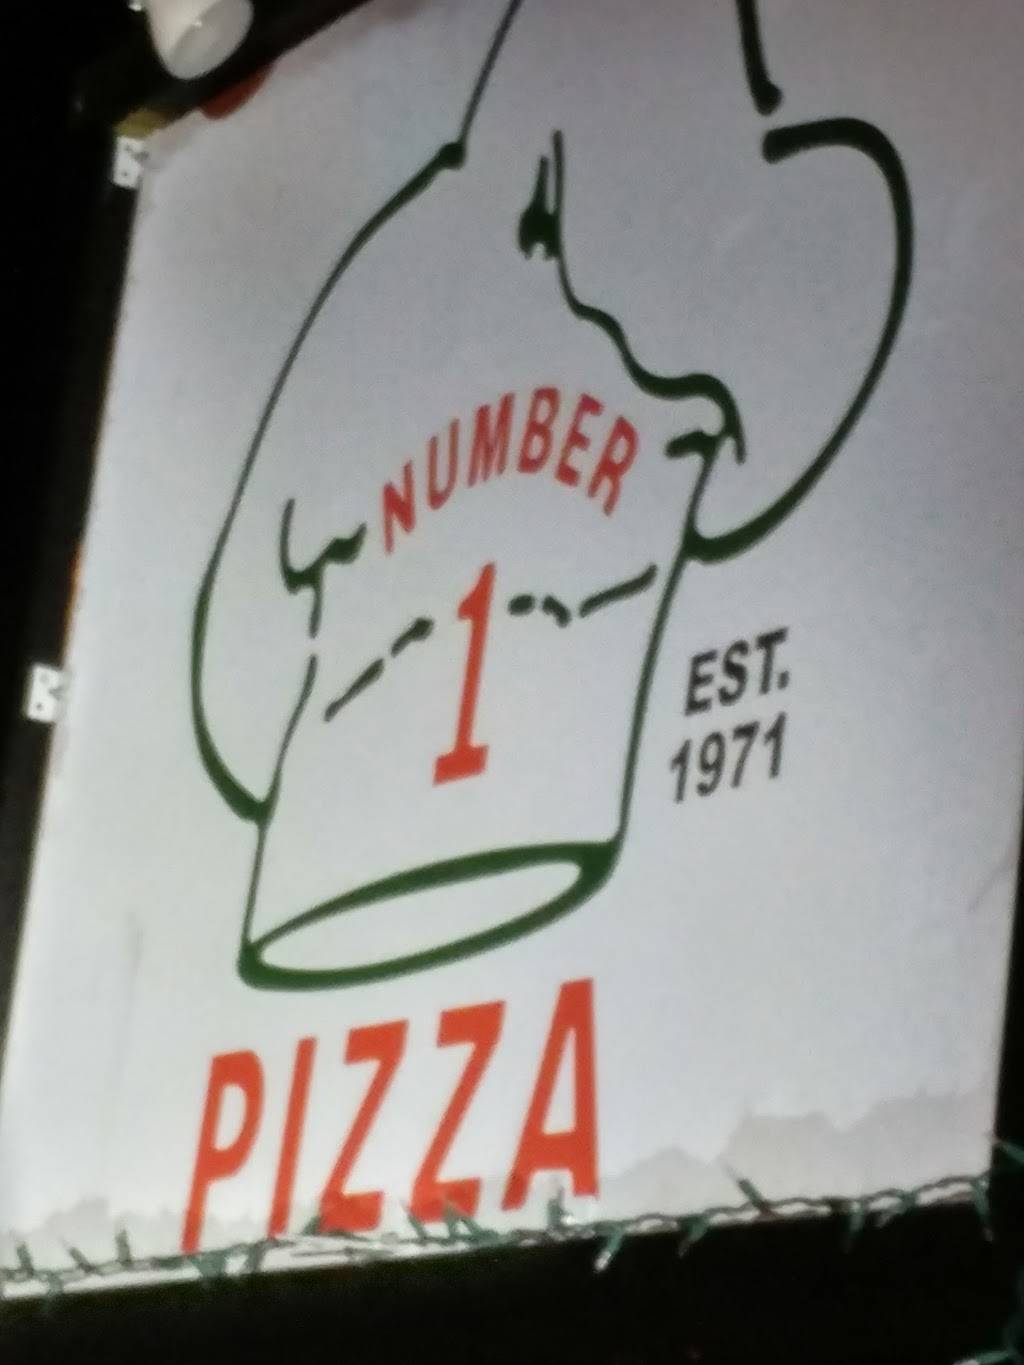 NUMBER
1
EST.
1971
PIZZA